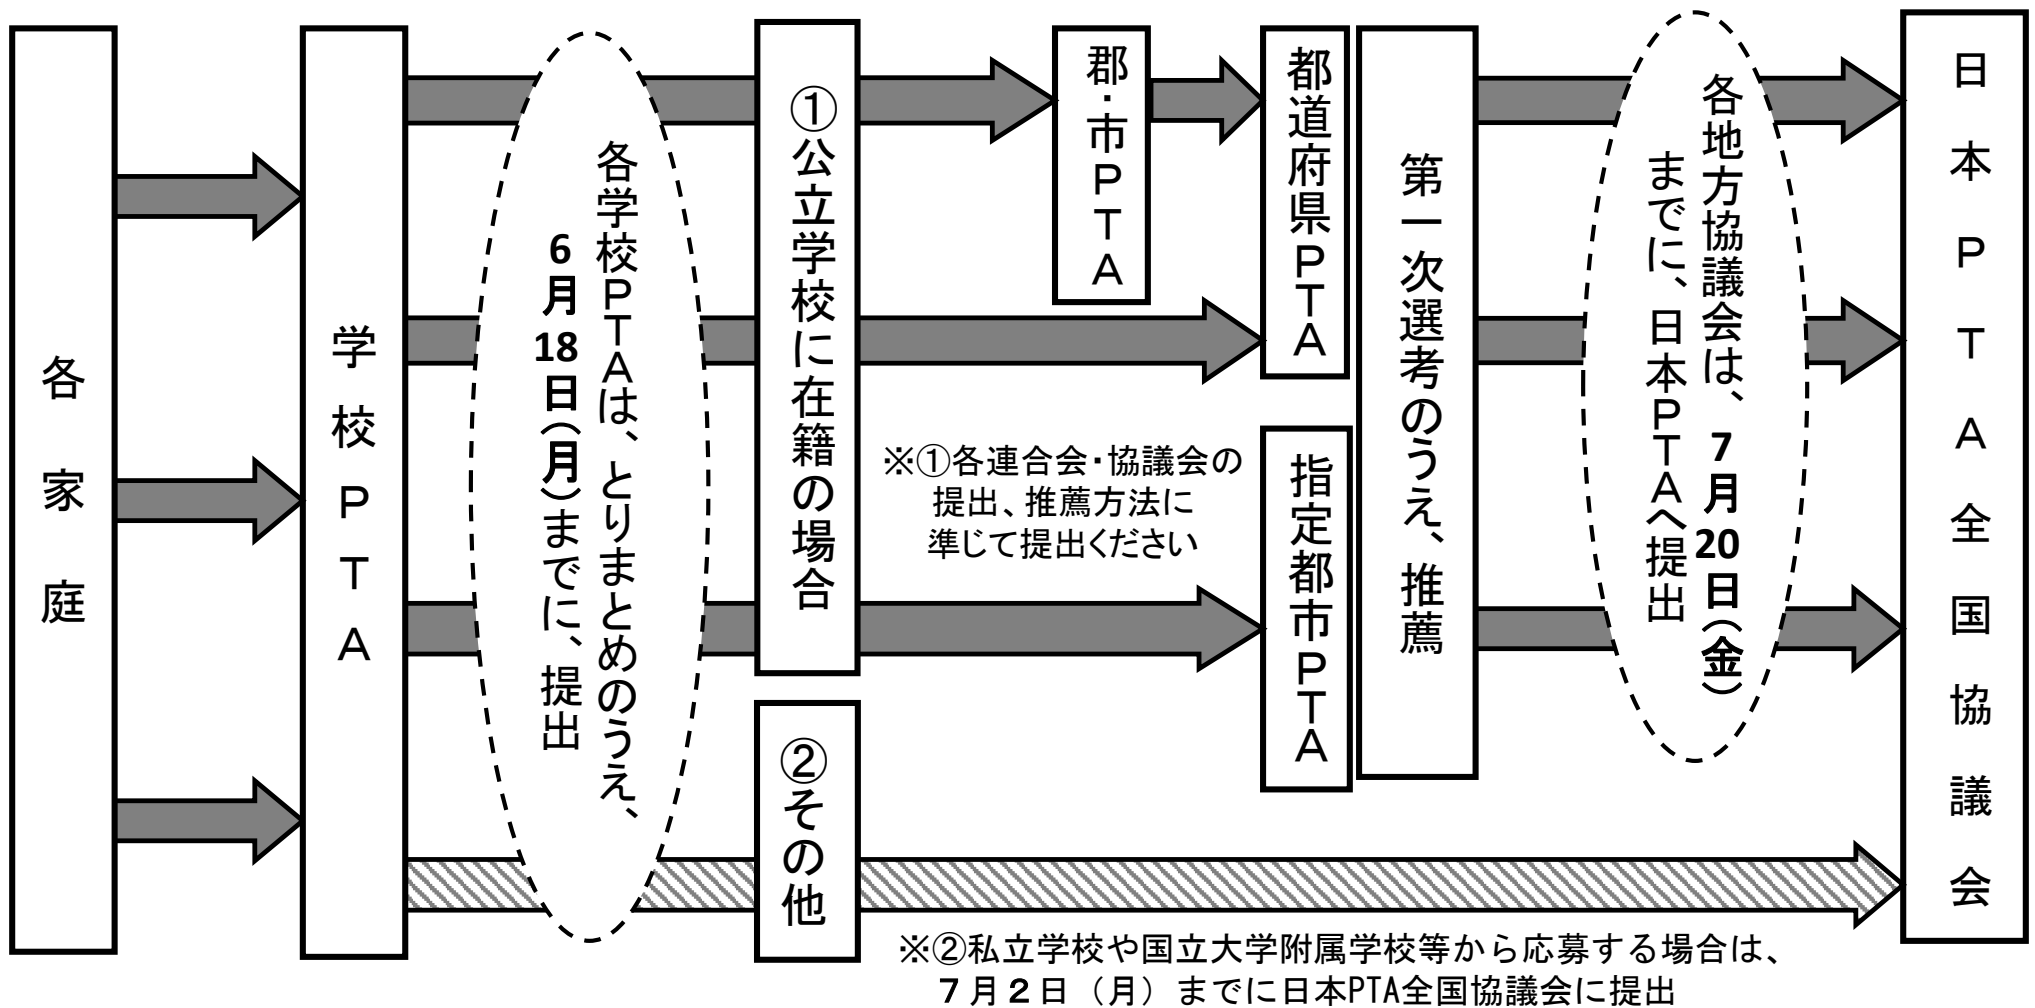 各家庭
学校ＰＴＡ
各学校ＰＴＡは、とりまとめのうえ、
6月18日（月）までに、提出
①公立学校に在籍の場合
②その他
郡・市ＰＴＡ
都道府県ＰＴＡ
※①各連合会・協議会の
提出、推薦方法に
準じて提出ください
指定都市ＰＴＡ
第一次選考のうえ、推薦
各地方協議会は、7月20日（金）
までに、日本ＰＴＡへ提出
日本ＰＴＡ全国協議会
※②私立学校や国立大学附属学校等から応募する場合は、
７月２日（月）までに日本PTA全国協議会に提出